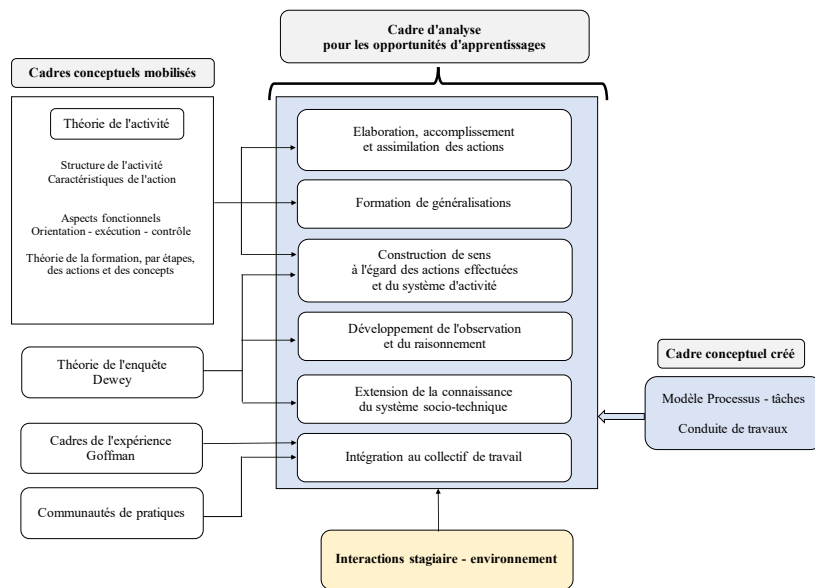 Cadre d'analyse
pour les opportunités d'apprentissages
Cadres conceptuels mobilisés
Théorie de l'activité
Structure de l'activité
Caractéristiques de l'action
Aspects fonctionnels
Orientation - exécution - contrôle
Théorie de la formation, par étapes,
des actions et des concepts
Théorie de l'enquête
Dewey
Cadres de l'expérience
Goffman
Communautés de pratiques
Elaboration, accomplissement
et assimilation des actions
Formation de généralisations
Construction de sens
à l'égard des actions effectuées
et du système d'activité
Développement de l'observation
et du raisonnement
Extension de la connaissance
du système socio-technique
Intégration au collectif de travail
Cadre conceptuel créé
Modèle Processus - tâches
Conduite de travaux
Interactions stagiaire - environnement